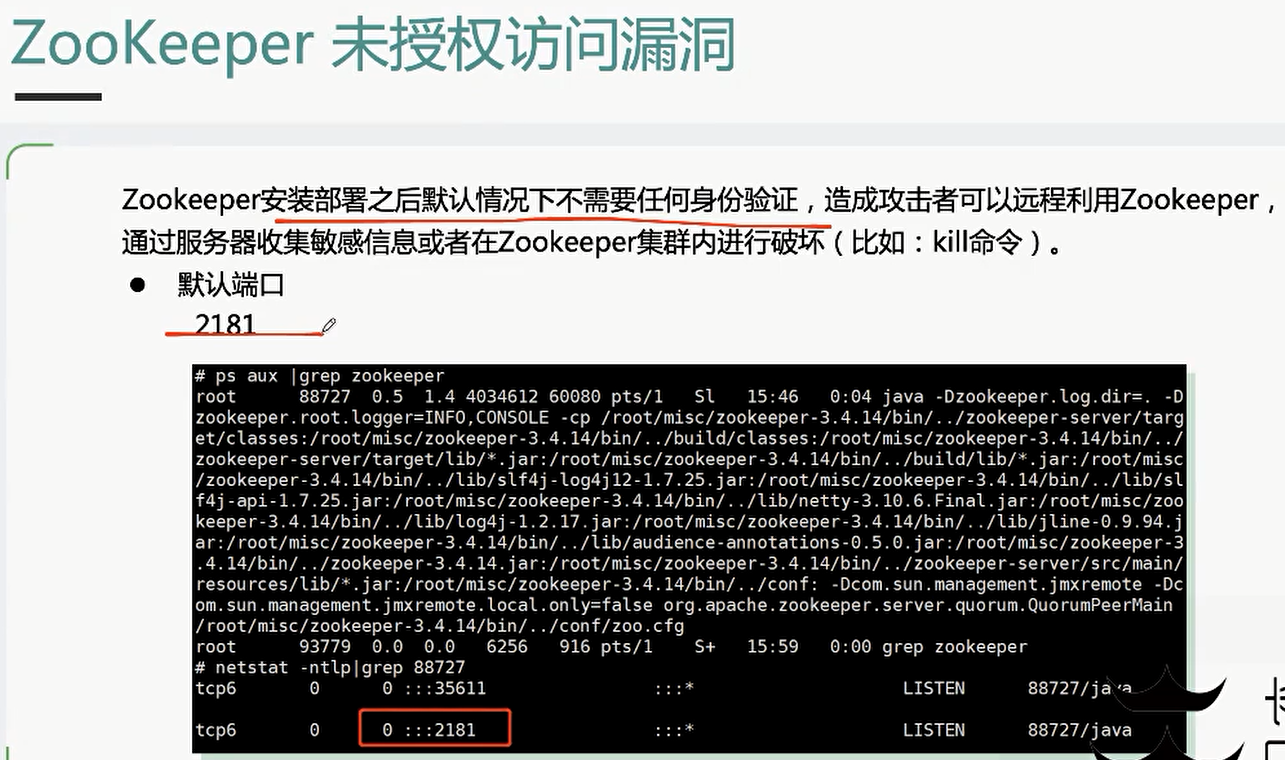 ZooKeeper 未授权访问漏洞
Zookeeper安装部署之后默认情况下不需要任何身份验证，造成攻击者可以远程利用Zookeeper，
通过服务器收集敏感信息或者在Zookeeper集群内进行破坏（比如：kill命令）。
● 默认端口
2181
# ps aux |grep zookeeper
root      88727  0.5  1.4 4034612 60080 pts/1   Sl   15:46   0:04 java -Dzookeeper.log.dir=. -D
zookeeper.root.logger=INFO,CONSOLE -cp /root/misc/zookeeper-3.4.14/bin/../zookeeper-server/targ
et/classes:/root/misc/zookeeper-3.4.14/bin/../build/classes:/root/misc/zookeeper-3.4.14/bin/../
zookeeper-server/target/lib/*.jar:/root/misc/zookeeper-3.4.14/bin/../build/lib/*.jar:/root/misc
/zookeeper-3.4.14/bin/../lib/slf4j-log4j12-1.7.25.jar:/root/misc/zookeeper-3.4.14/bin/../lib/sl
f4j-api-1.7.25.jar:/root/misc/zookeeper-3.4.14/bin/../lib/netty-3.10.6.Final.jar:/root/misc/zoo
keeper-3.4.14/bin/../lib/log4j-1.2.17.jar:/root/misc/zookeeper-3.4.14/bin/../lib/jline-0.9.94.j
ar:/root/misc/zookeeper-3.4.14/bin/../lib/audience-annotations-0.5.0.jar:/root/misc/zookeeper-3
.4.14/bin/../zookeeper-3.4.14.jar:/root/misc/zookeeper-3.4.14/bin/../zookeeper-server/src/main/
resources/lib/*.jar:/root/misc/zookeeper-3.4.14/bin/../conf: -Dcom.sun.management.jmxremote -Dc
om.sun.management.jmxremote.local.only=false org.apache.zookeeper.server.quorum.QuorumPeerMain
/root/misc/zookeeper-3.4.14/bin/../conf/zoo.cfg
root      93779  0.0  0.0   6256   916 pts/1    S+   15:59   0:00 grep zookeeper
# netstat -ntlp|grep 88727
tcp6       0      0 :::35611                :::*                    LISTEN      88727/java
tcp6       0      0 :::2181                 :::*                    LISTEN      88727/java